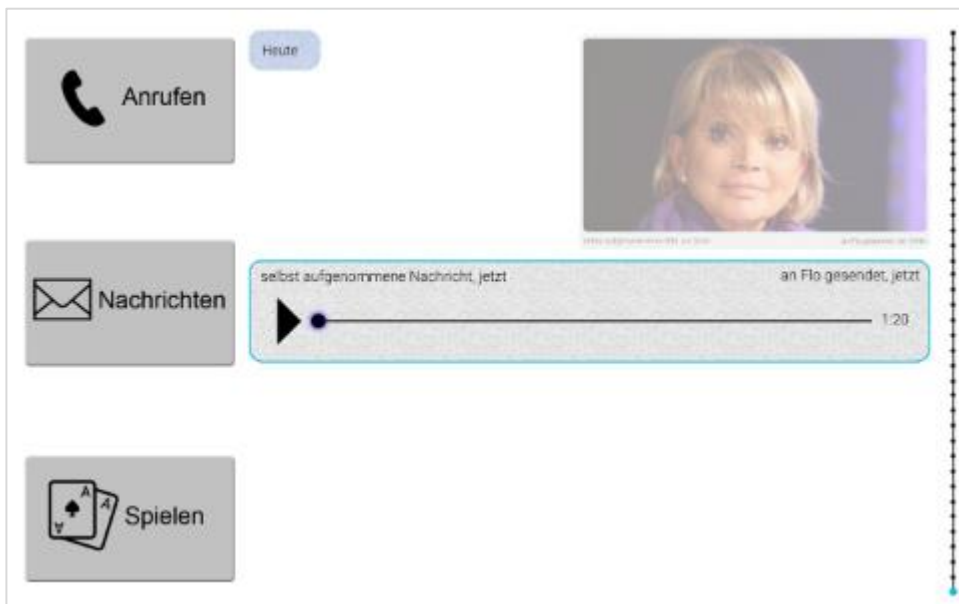 Anrufen
Heute
selbst aufgenommene Nachricht, jetzt
an Flo gesendet, jetzt
1:20
Nachrichten
A
A
A
Spielen